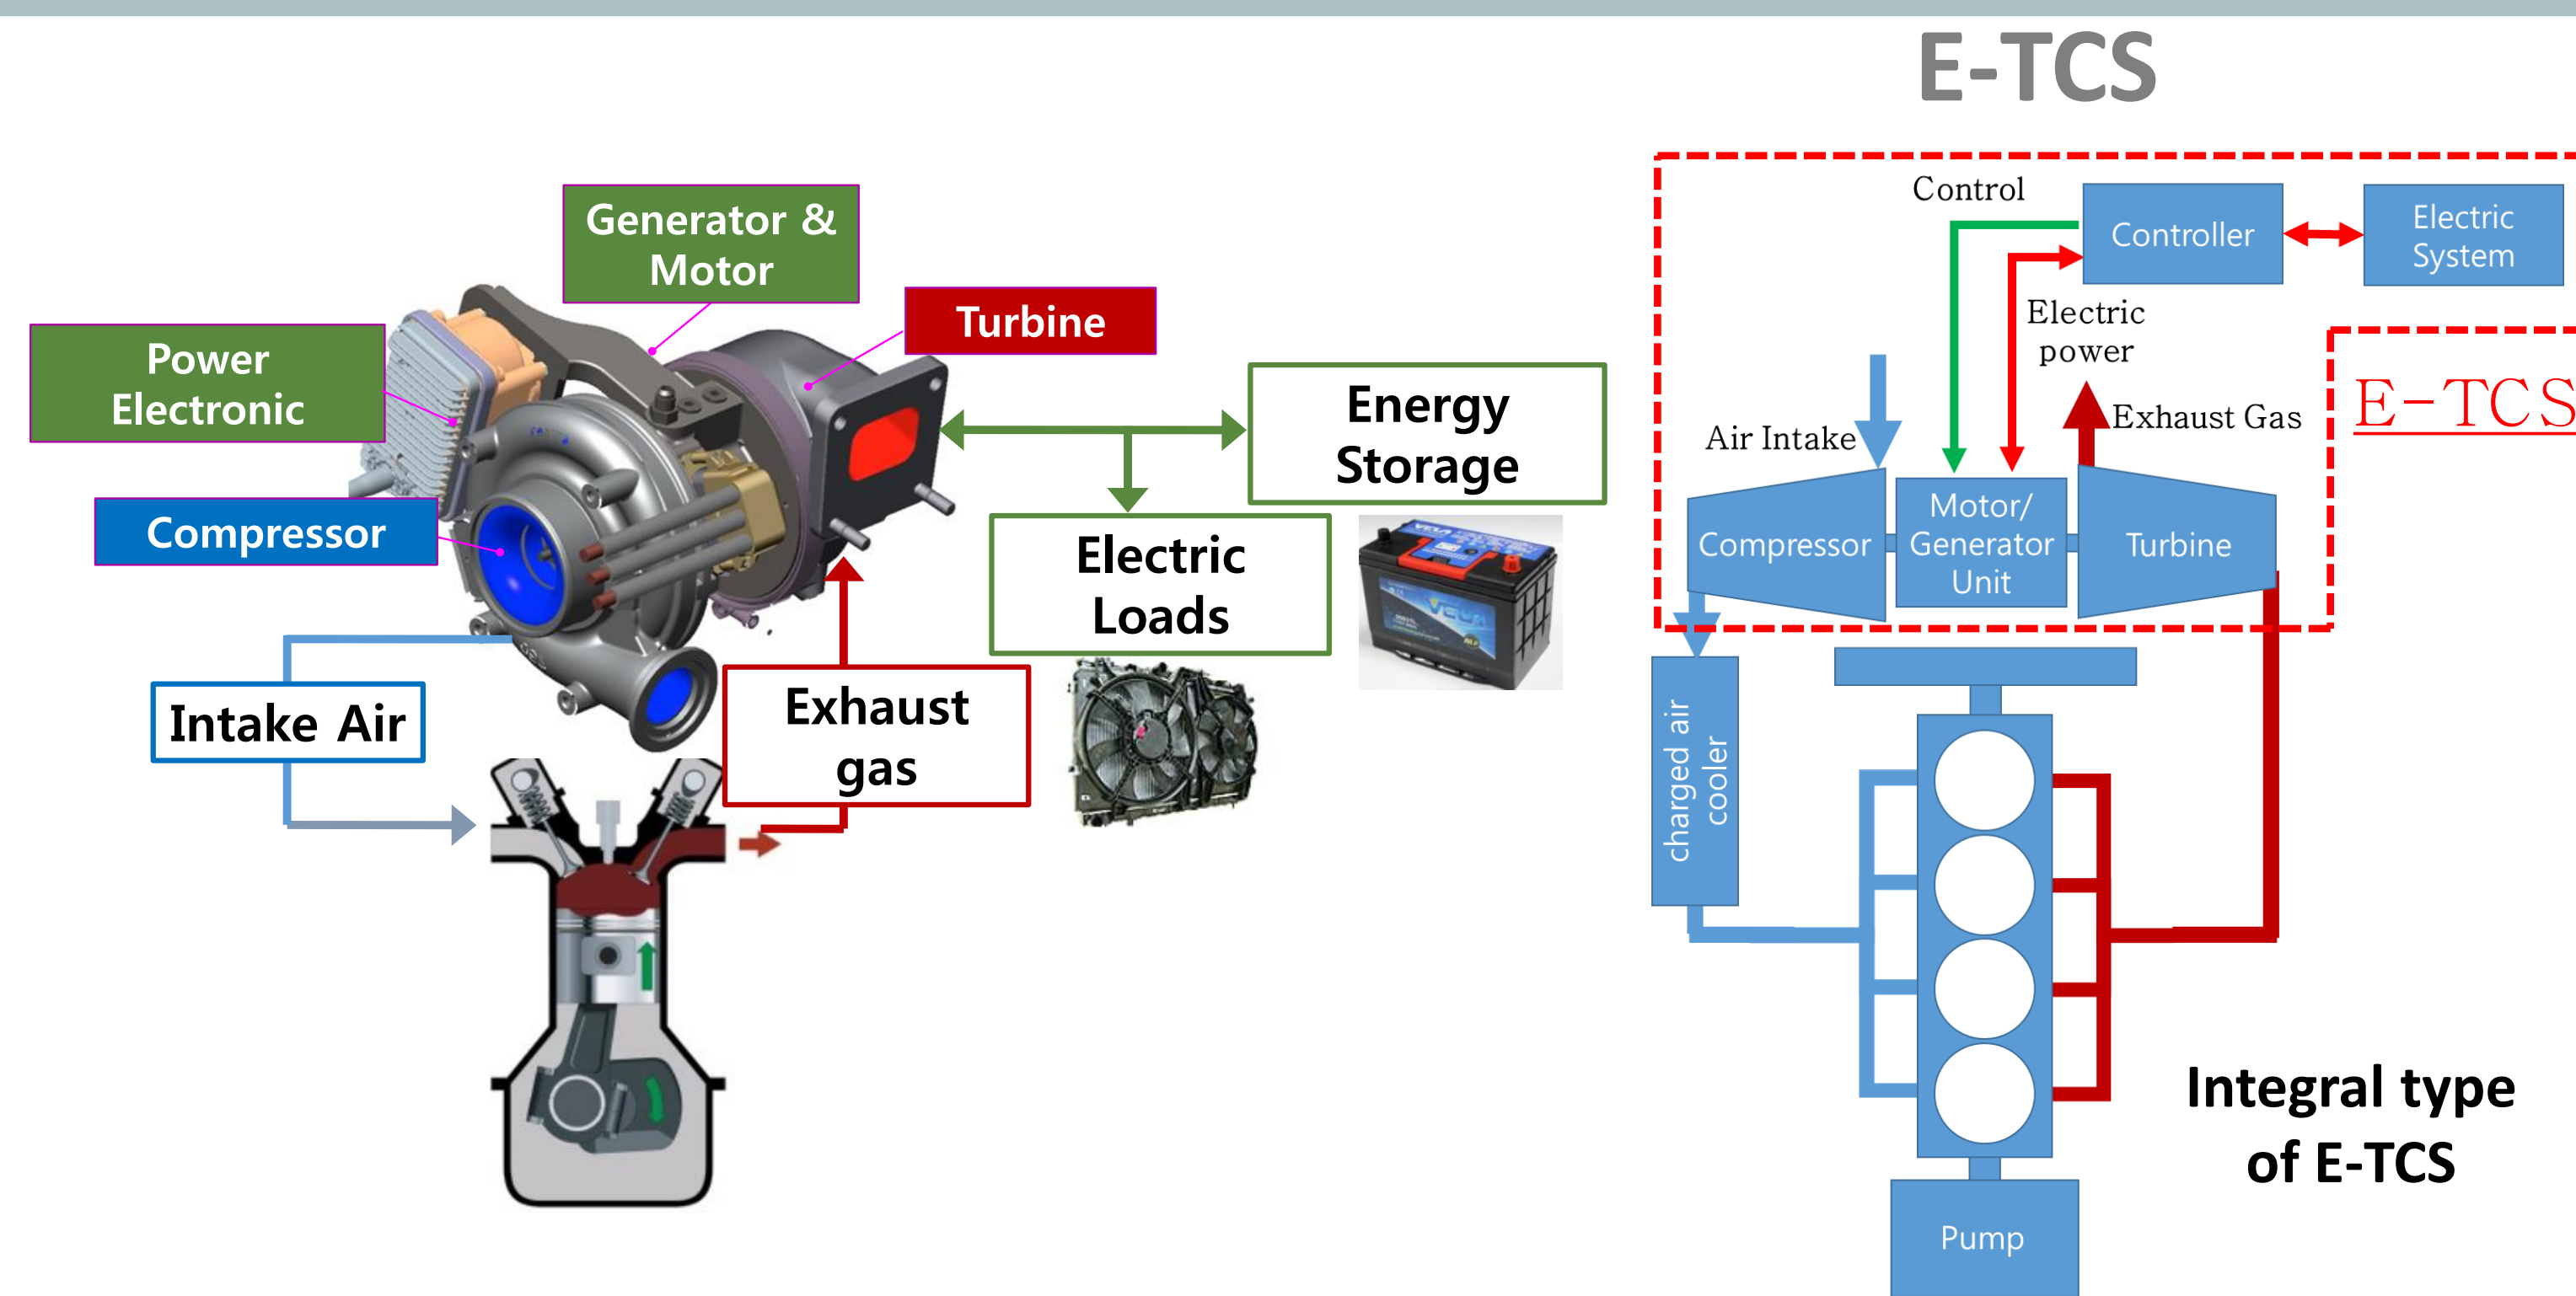 E-TCS
Generator &
Motor
Turbine
Power
Electronic
Compressor
Energy
Storage
Electric
Loads
Intake Air
Exhaust
gas
Control
Controller
Electric
System
Electric
power
Air Intake
Exhaust Gas
E-TCS
Compressor
Motor/
Generator
Unit
Turbine
charged air
cooler
Integral type
of E-TCS
Pump